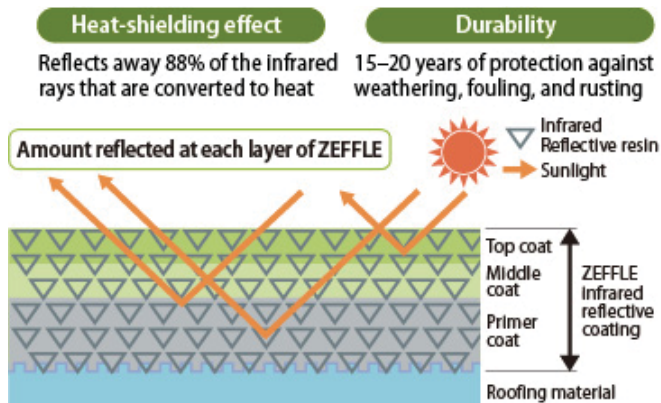 Heat-shielding effect
Reflects away 88% of the infrared
rays that are converted to heat
Durability
15–20 years of protection against
weathering, fouling, and rusting
Amount reflected at each layer of ZEFFLE
Infrared
Reflective resin
Sunlight
Top coat
Middle
coat
Primer
coat
ZEFFLE
infrared
reflective
coating
Roofing material